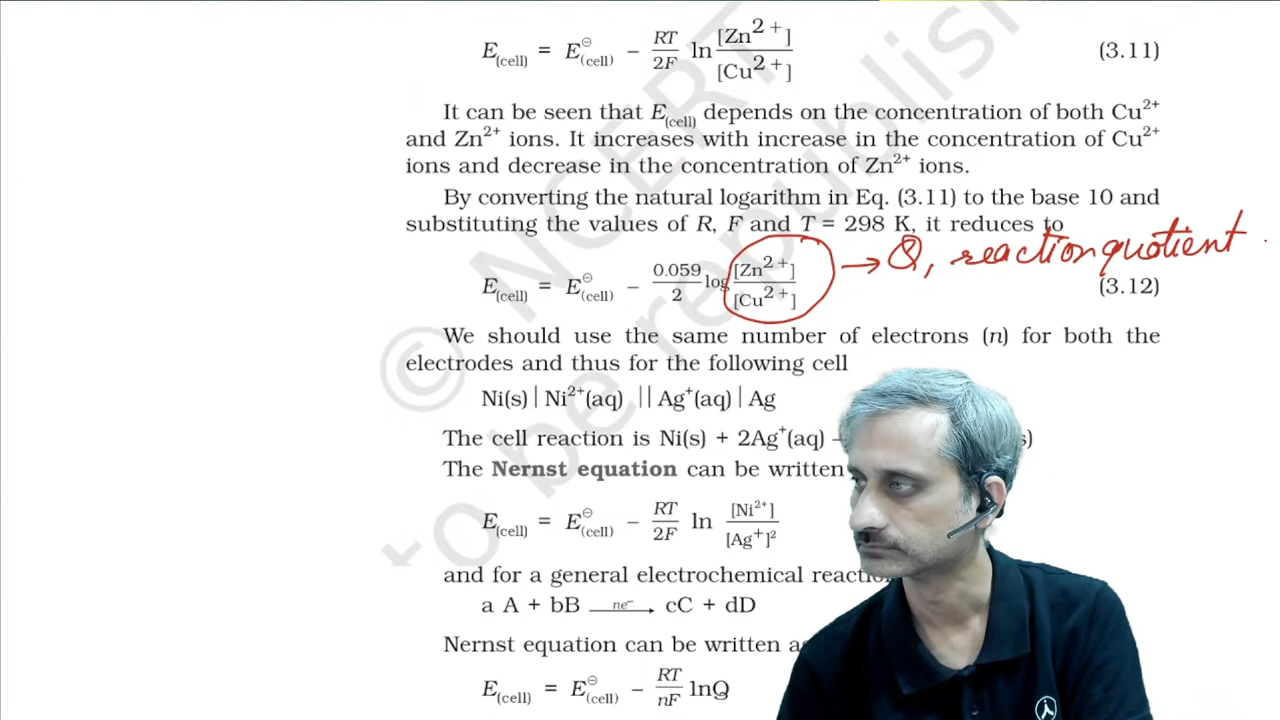 E(cell) = E⊖(cell) – RT/2F ln [Zn2+]/[Cu2+] (3.11)
It can be seen that E(cell) depends on the concentration of both Cu2+
and Zn2+ ions. It increases with increase in the concentration of Cu2+
ions and decrease in the concentration of Zn2+ ions.
By converting the natural logarithm in Eq. (3.11) to the base 10 and
substituting the values of R, F and T = 298 K, it reduces to
→ Q, reaction quotient
E(cell) = E⊖(cell) – 0.059/2 log [Zn2+]/[Cu2+] (3.12)
We should use the same number of electrons (n) for both the
electrodes and thus for the following cell
Ni(s)|Ni2+(aq) ||Ag+(aq)|Ag
The cell reaction is Ni(s) + 2Ag+(aq) s)
The Nernst equation can be written
E(cell) = E⊖(cell) – RT/2F ln [Ni2+]/[Ag+]2
and for a general electrochemical reaction
a A + bB —ne–→ cC + dD
Nernst equation can be written as
E(cell) = E⊖(cell) – RT/nF lnQ
© NCERT
to be republish